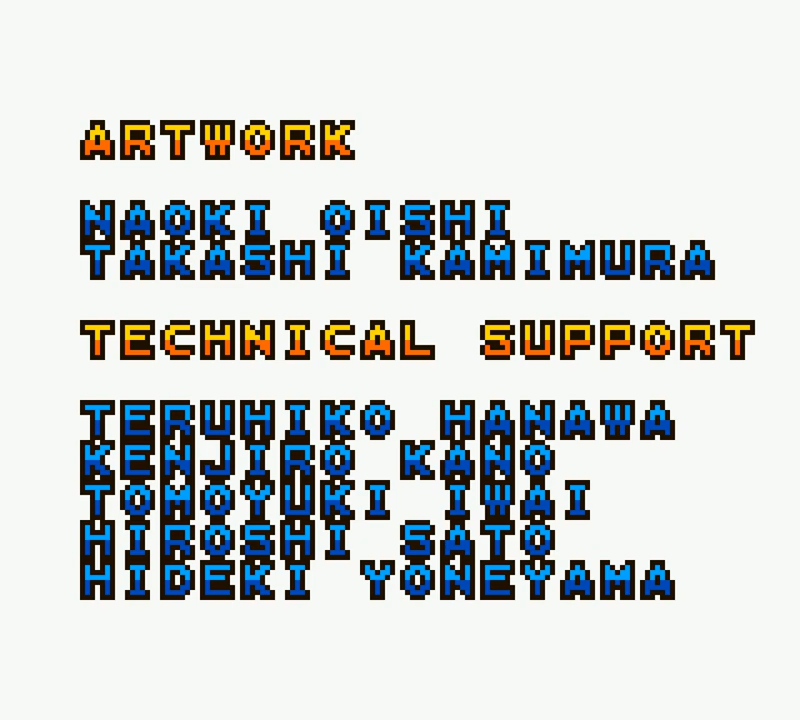 ARTWORK
NAOKI OISHI
TAKASHI KAMIMURA
TECHNICAL SUPPORT
TERUHIKO HANAWA
KENJIRO KANO
TOMOYUKI IWAI
HIROSHI SATO
HIDEKI YONEYAMA